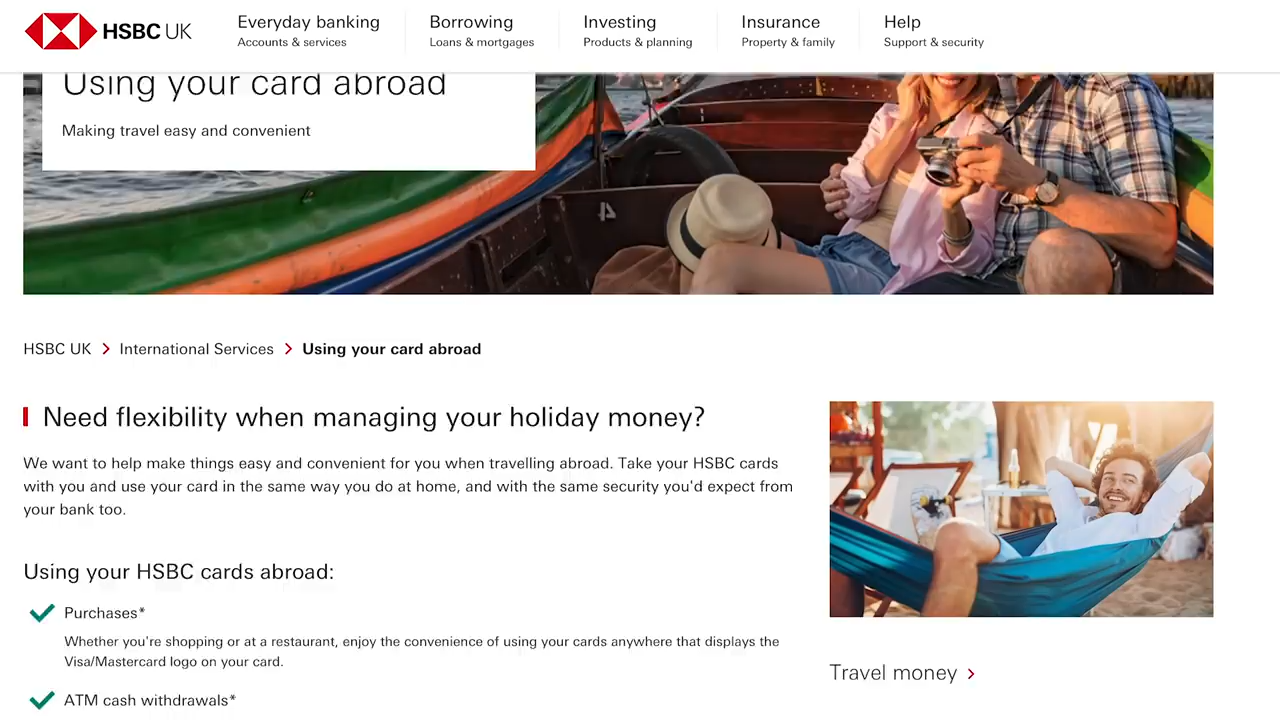 HSBC UK
Everyday banking
Accounts & services
Borrowing
Loans & mortgages
Investing
Products & planning
Insurance
Property & family
Help
Support & security
Using your card abroad
Making travel easy and convenient
4
HSBC UK > International Services > Using your card abroad
Need flexibility when managing your holiday money?
We want to help make things easy and convenient for you when travelling abroad. Take your HSBC cards
with you and use your card in the same way you do at home, and with the same security you'd expect from
your bank too.
Using your HSBC cards abroad:
Purchases*
Whether you're shopping or at a restaurant, enjoy the convenience of using your cards anywhere that displays the
Visa/Mastercard logo on your card.
ATM cash withdrawals*
Travel money >